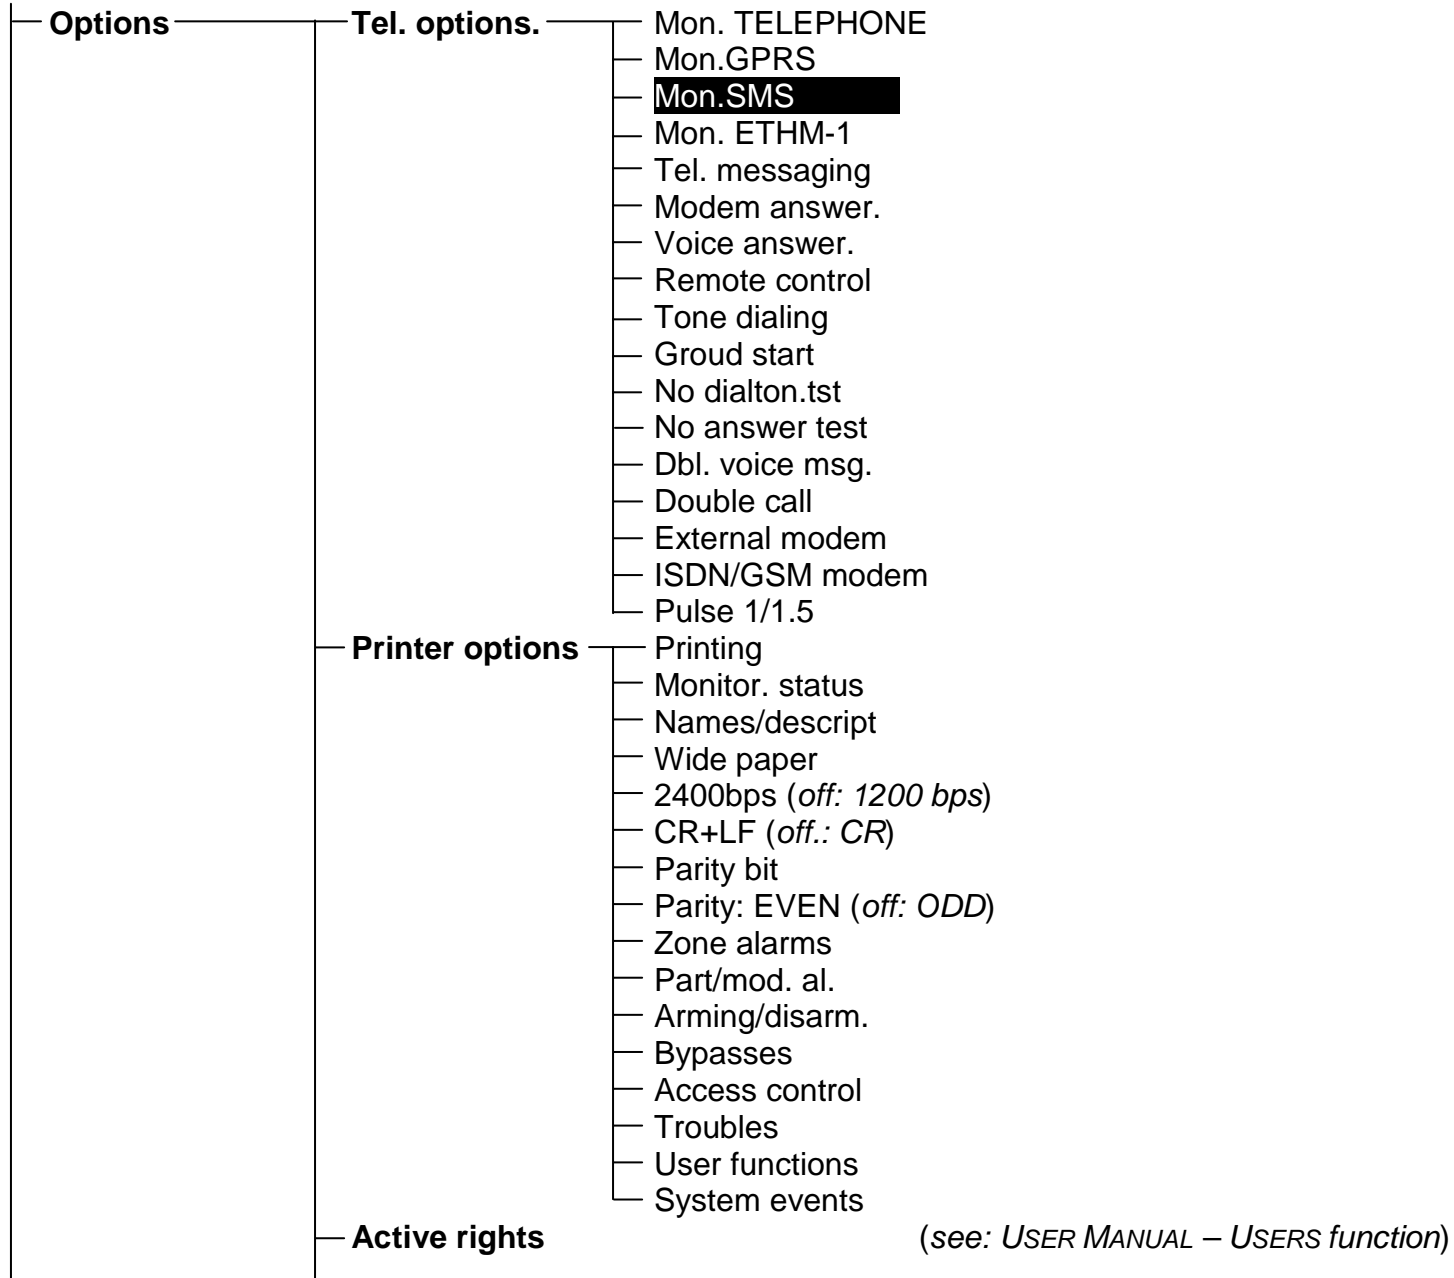 Options Tel. options. Mon. TELEPHONE
Mon.GPRS
Mon.SMS
Mon. ETHM-1
Tel. messaging
Modem answer.
Voice answer.
Remote control
Tone dialing
Groud start
No dialton.tst
No answer test
Dbl. voice msg.
Double call
External modem
ISDN/GSM modem
Pulse 1/1.5
Printer options Printing
Monitor. status
Names/descript
Wide paper
2400bps (off: 1200 bps)
CR+LF (off.: CR)
Parity bit
Parity: EVEN (off: ODD)
Zone alarms
Part/mod. al.
Arming/disarm.
Bypasses
Access control
Troubles
User functions
System events
Active rights (see: USER MANUAL – USERS function)